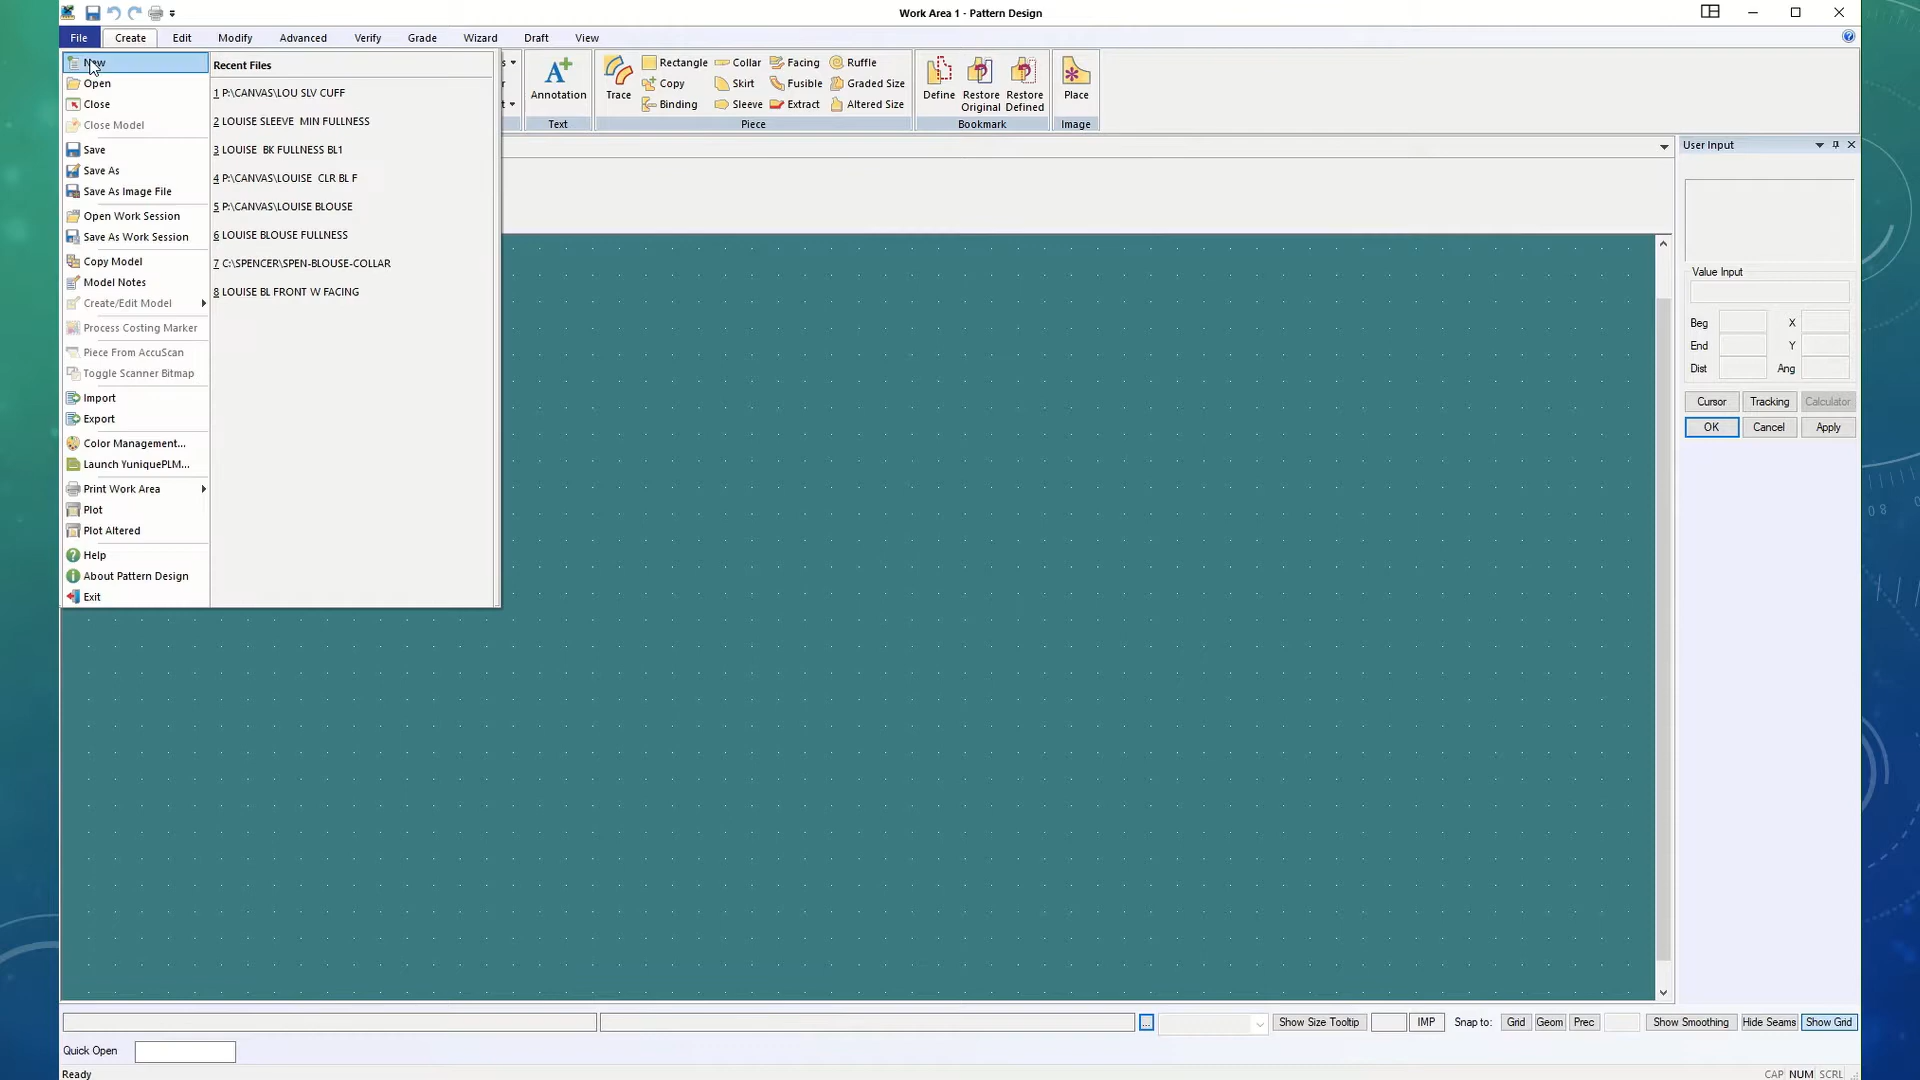 Work Area 1 - Pattern Design
File Create Edit Modify Advanced Verify Grade Wizard Draft View
New
Open
Close
Close Model
Save
Save As
Save As Image File
Open Work Session
Save As Work Session
Copy Model
Model Notes
Create/Edit Model
Process Costing Marker
Piece From AccuScan
Toggle Scanner Bitmap
Import
Export
Color Management...
Launch YuniquePLM...
Print Work Area
Plot
Plot Altered
Help
About Pattern Design
Exit
Recent Files
1 P:\CANVAS\LOU SLV CUFF
2 LOUISE SLEEVE  MIN FULLNESS
3 LOUISE  BK FULLNESS BL1
4 P:\CANVAS\LOUISE  CLR BL F
5 P:\CANVAS\LOUISE BLOUSE
6 LOUISE BLOUSE FULLNESS
7 C:\SPENCER\SPEN-BLOUSE-COLLAR
8 LOUISE BL FRONT W FACING
Annotation
Text
Trace
Rectangle Collar Facing Ruffle
Copy Skirt Fusible Graded Size
Binding Sleeve Extract Altered Size
Piece
Define
Restore Original
Restore Defined
Bookmark
Place
Image
User Input
Value Input
Beg X
End Y
Dist Ang
Cursor Tracking Calculator
OK Cancel Apply
... Show Size Tooltip IMP Snap to: Grid Geom Prec Show Smoothing Hide Seams Show Grid
Quick Open
Ready
CAP NUM SCRL